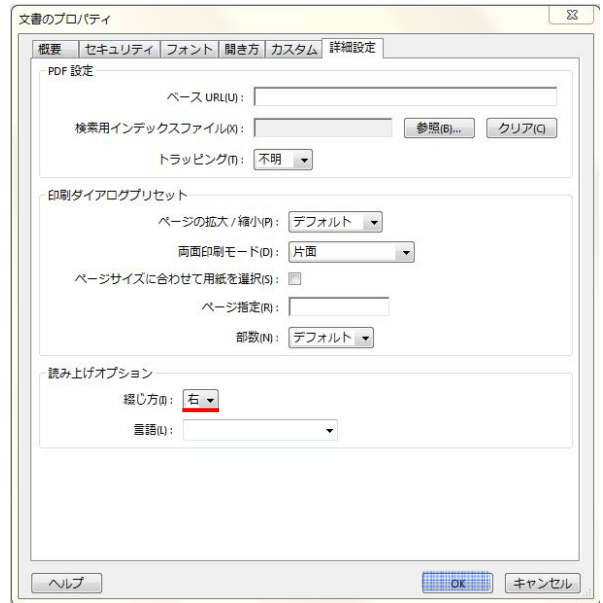 文書のプロパティ
概要 セキュリティ フォント 開き方 カスタム 詳細設定
PDF 設定
ベース URL(U):
検索用インデックスファイル(X): 参照(B)... クリア(C)
トラッピング(T): 不明
印刷ダイアログプリセット
ページの拡大 / 縮小(P): デフォルト
両面印刷モード(D): 片面
ページサイズに合わせて用紙を選択(S):
ページ指定(R):
部数(N): デフォルト
読み上げオプション
綴じ方(I): 右
言語(L):
ヘルプ OK キャンセル